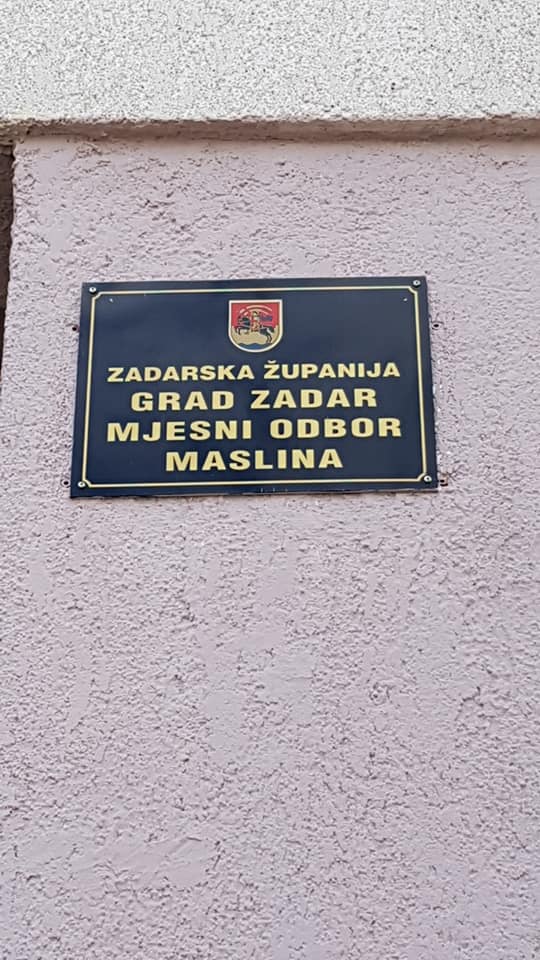 ZADARSKA ŽUPANIJA
GRAD ZADAR
MJESNI ODBOR
MASLINA